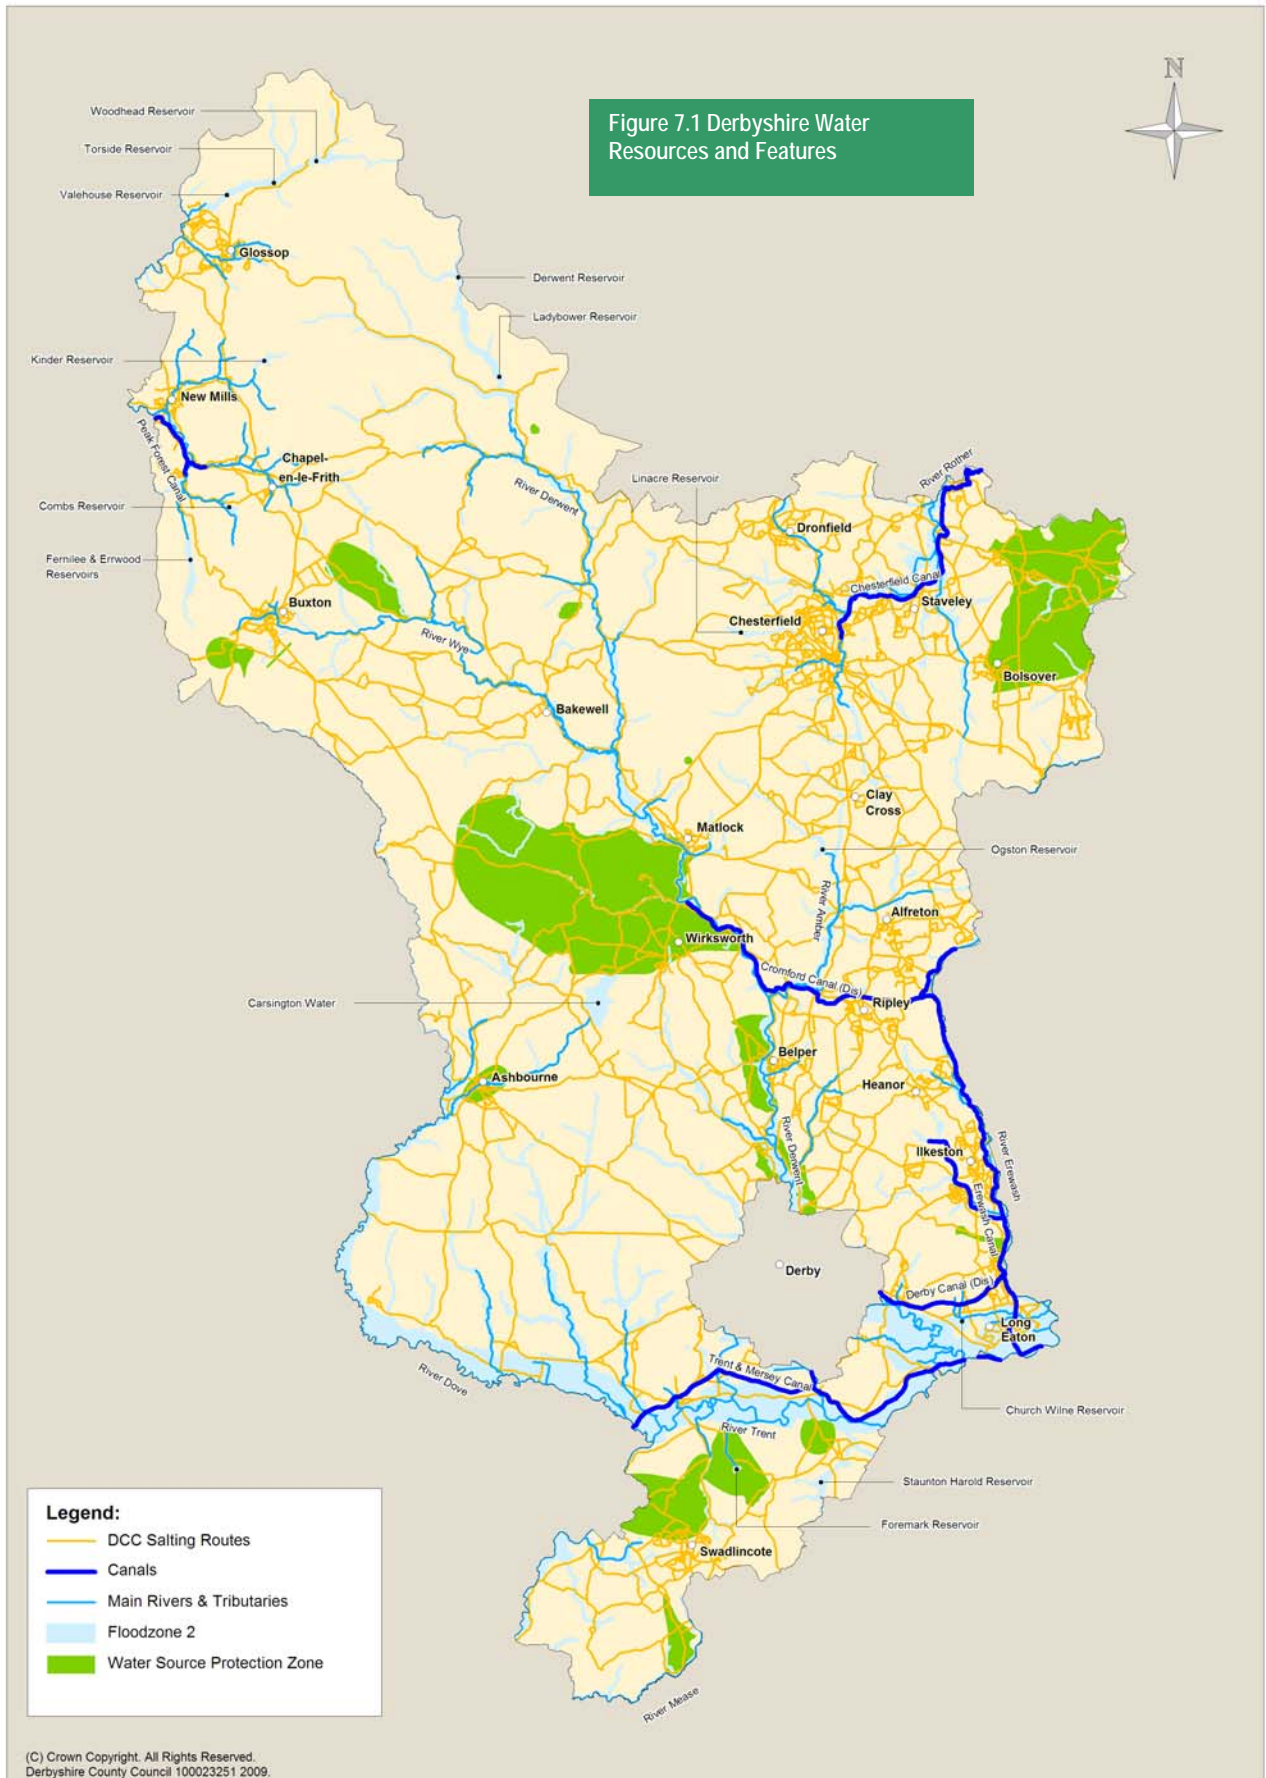 Figure 7.1 Derbyshire Water
Resources and Features
N
Woodhead Reservoir
Torside Reservoir
Valehouse Reservoir
Glossop
Derwent Reservoir
Ladybower Reservoir
Kinder Reservoir
New Mills
Peak Forest Canal
Chapel-
en-le-Frith
Combs Reservoir
Fernilee & Errwood
Reservoirs
River Derwent
Linacre Reservoir
River Rother
Dronfield
Chesterfield Canal
Staveley
Chesterfield
Buxton
River Wye
Bolsover
Bakewell
Clay
Cross
Matlock
Ogston Reservoir
River Amber
Alfreton
Wirksworth
Cromford Canal (Dis)
Ripley
Carsington Water
Belper
Ashbourne
Heanor
River Derwent
Ilkeston
River Erewash
Erewash Canal
Derby
Derby Canal (Dis)
Long
Eaton
River Dove
Trent & Mersey Canal
Church Wilne Reservoir
River Trent
Staunton Harold Reservoir
Foremark Reservoir
Swadlincote
River Mease
Legend:
DCC Salting Routes
Canals
Main Rivers & Tributaries
Floodzone 2
Water Source Protection Zone
(C) Crown Copyright. All Rights Reserved.
Derbyshire County Council 100023251 2009.